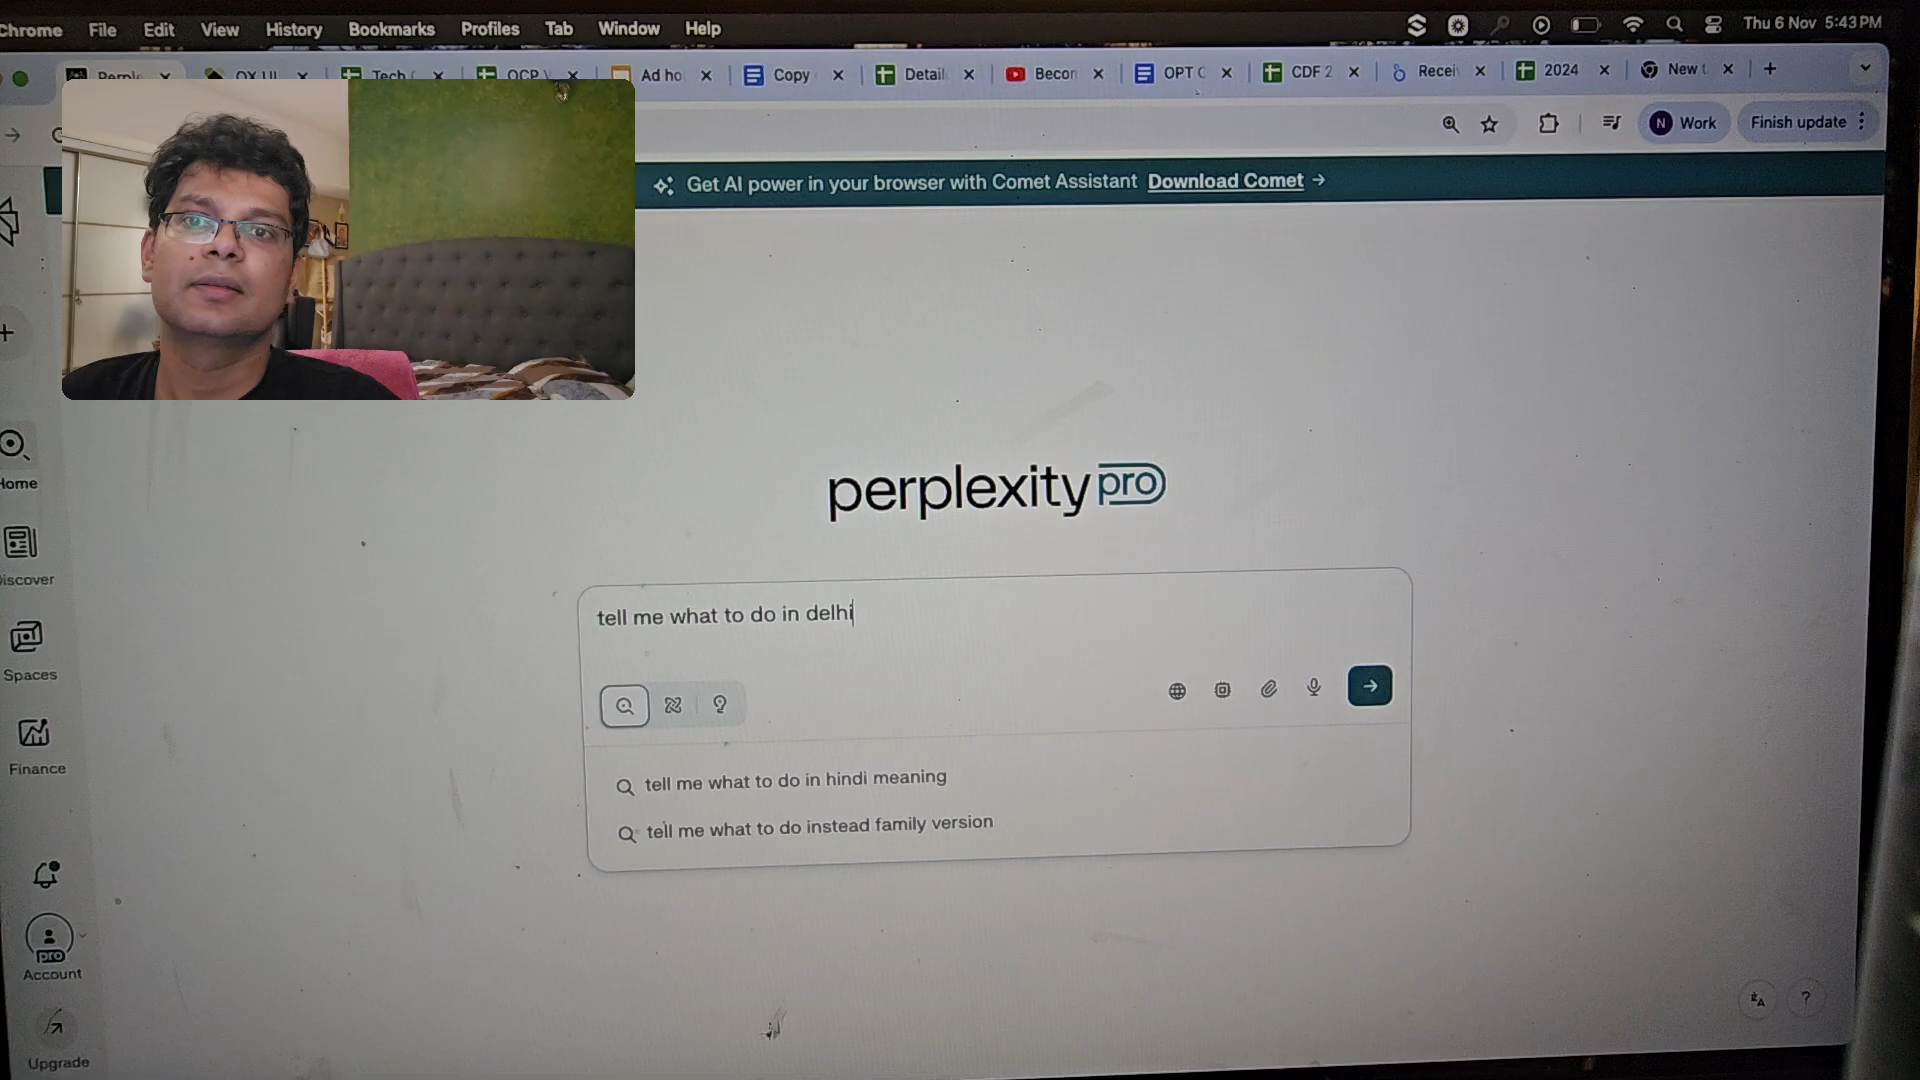 Chrome File Edit View History Bookmarks Profiles Tab Window Help Thu 6 Nov 5:43 PM
Ad ho Copy Detail Becor OPT C CDF 2 Recei 2024 New t
N Work Finish update
Get AI power in your browser with Comet Assistant Download Comet →
perplexity pro
tell me what to do in delhi
tell me what to do in hindi meaning
tell me what to do instead family version
Home
Discover
Spaces
Finance
pro
Account
Upgrade
?